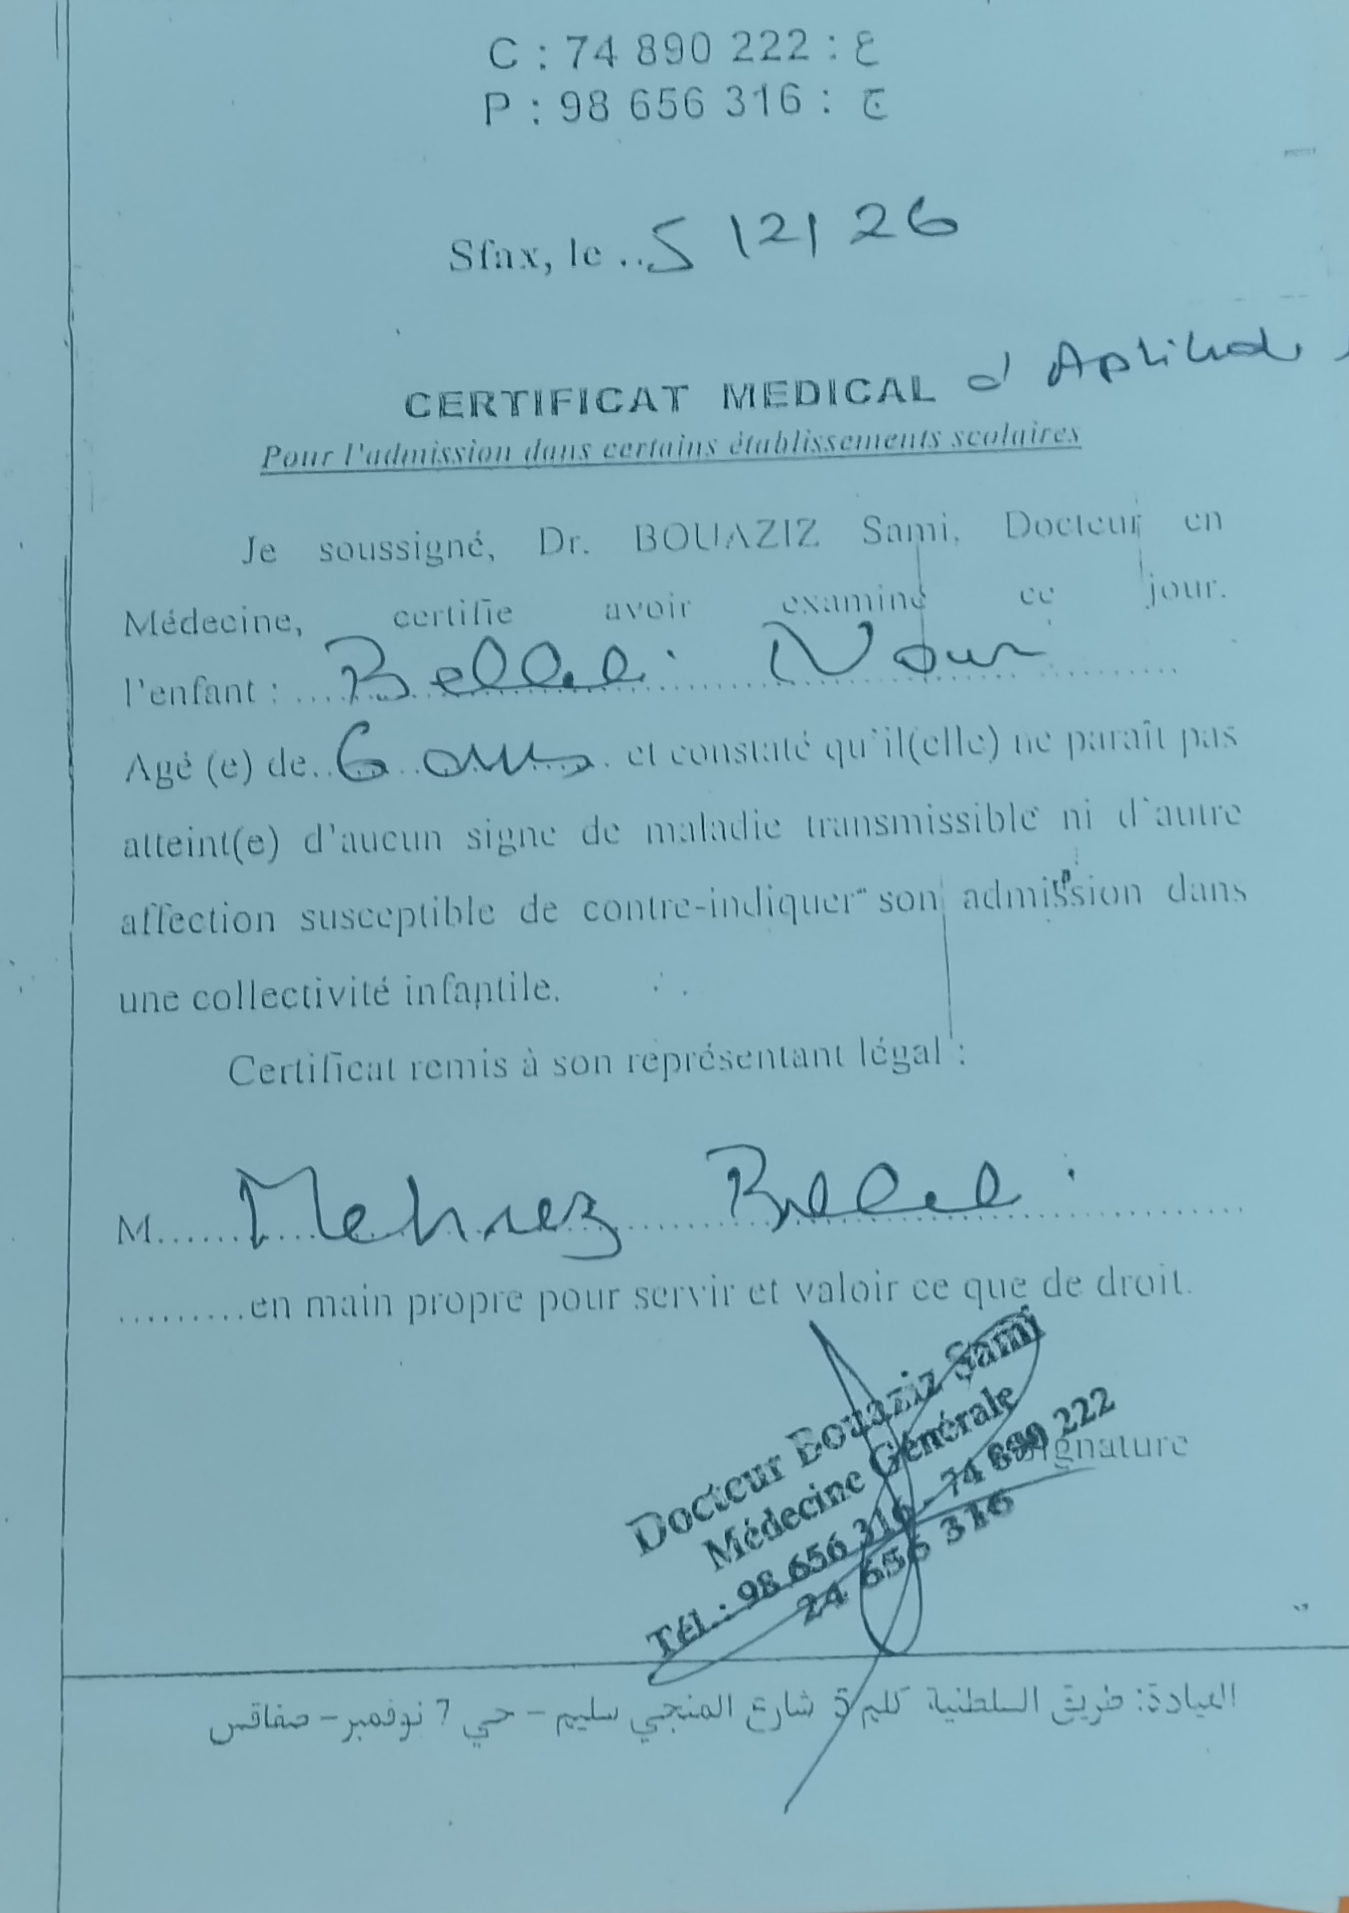 C : 74 890 222 : ع
P : 98 656 316 : ج
Sfax, le ..5 12/ 26
CERTIFICAT MEDICAL d'Aptitude
Pour l'admission dans certains établissements scolaires
Je soussigné, Dr. BOUAZIZ Sami, Docteur en
Médecine, certifie avoir examiné ce jour.
l'enfant : Nour
Agé (e) de 6 ans et constaté qu'il(elle) ne paraît pas
atteint(e) d'aucun signe de maladie transmissible ni d'autre
affection susceptible de contre-indiquer son admission dans
une collectivité infantile.
Certificat remis à son représentant légal :
M...... Mehrez
.........en main propre pour servir et valoir ce que de droit.
Signature
Docteur Bouaziz Sami
Médecine Générale
Tél.: 98 656 316 - 74 890 222
24 656 316
العيادة: طريق السلطنية كلم 5 شارع المنجي سليم - حي 7 نوفمبر - صفاقس